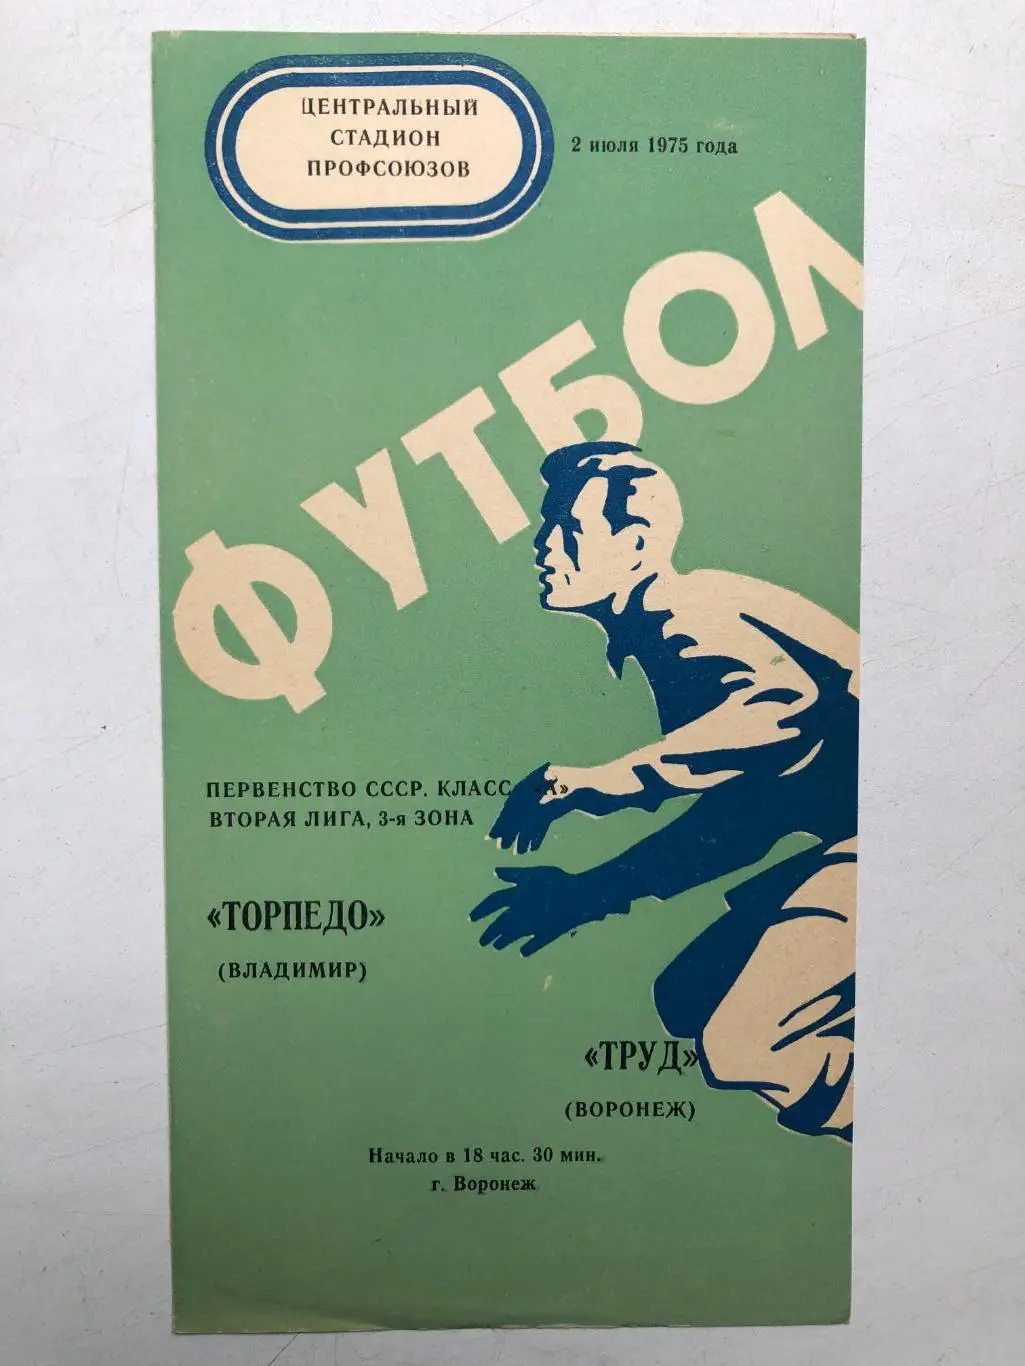 ЦЕНТРАЛЬНЫЙ
СТАДИОН
ПРОФСОЮЗОВ
2 июля 1975 года
ФУТБОЛ
ПЕРВЕНСТВО СССР. КЛАСС «А»
ВТОРАЯ ЛИГА, 3-я ЗОНА
«ТОРПЕДО»
(ВЛАДИМИР)
«ТРУД»
(ВОРОНЕЖ)
Начало в 18 час. 30 мин.
г. Воронеж